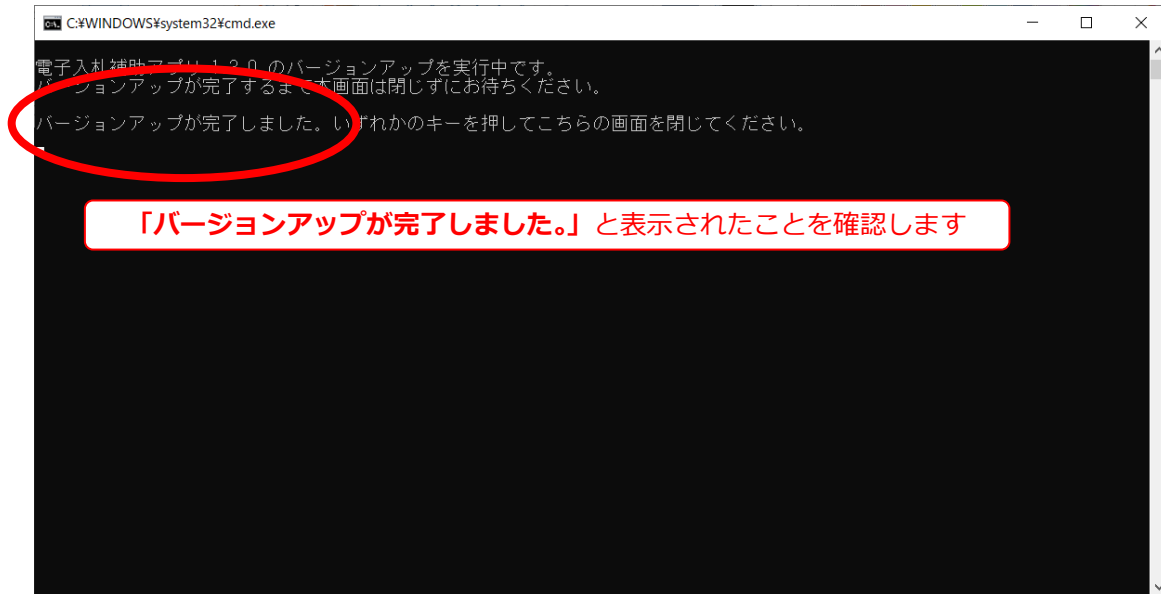 C:¥WINDOWS¥system32¥cmd.exe
電子入札補助アプリ 1.3.0 のバージョンアップを実行中です。
バージョンアップが完了するまで本画面は閉じずにお待ちください。
バージョンアップが完了しました。いずれかのキーを押してこちらの画面を閉じてください。
「バージョンアップが完了しました。」と表示されたことを確認します